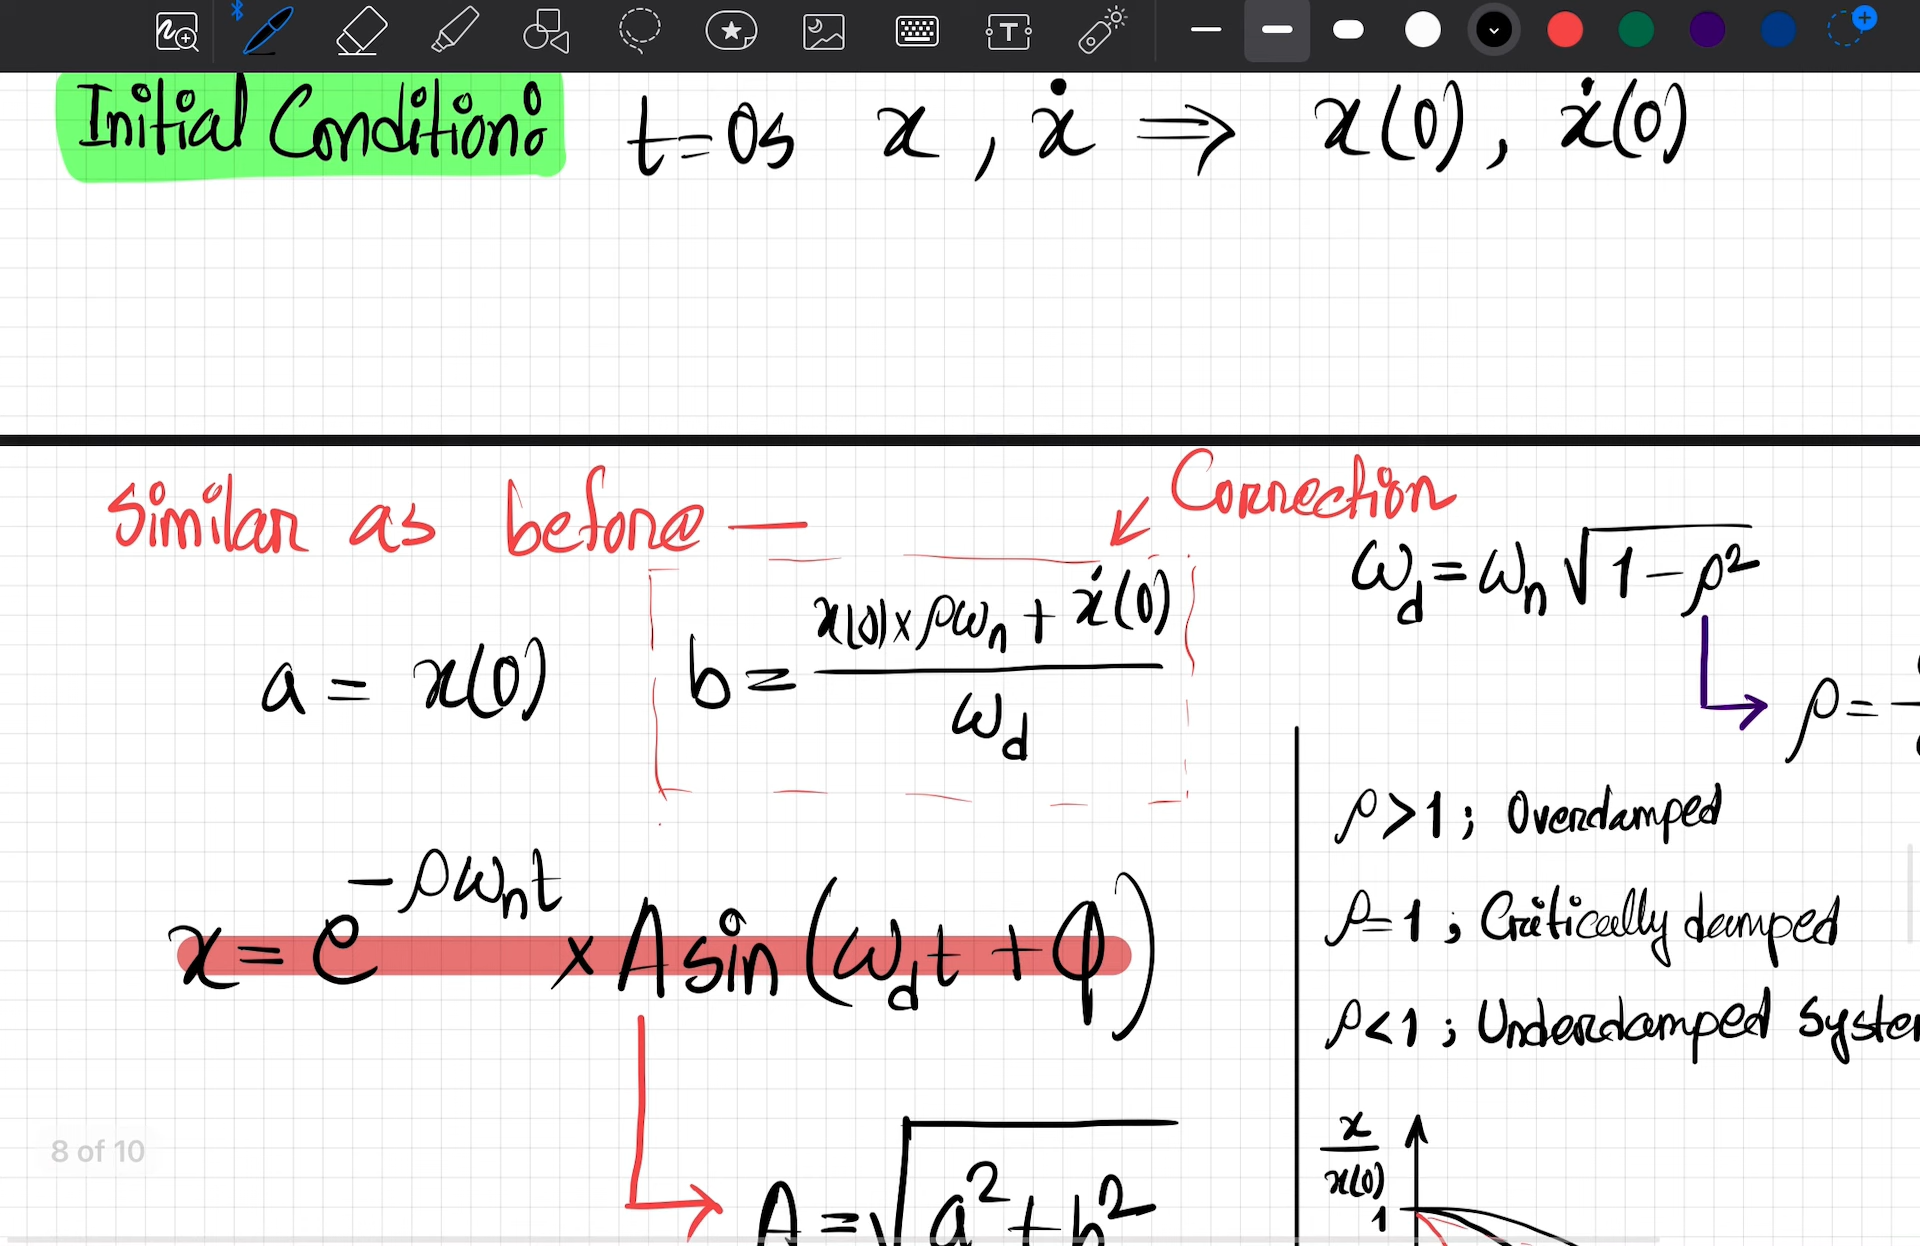 Initial Condition: t=0s x , ẋ ⇒ x(0), ẋ(0)
Similar as before —
Correction
a = x(0)
b = (x(0)×ρωn + ẋ(0)) / ωd
x = e^(-ρωnt) × A sin(ωdt + φ)
A = √(a² + b²)
ωd = ωn √(1-ρ²)
ρ =
ρ>1 ; Overdamped
ρ=1 ; Critically damped
ρ<1 ; Underdamped Syste
x / x(0)
1
8 of 10